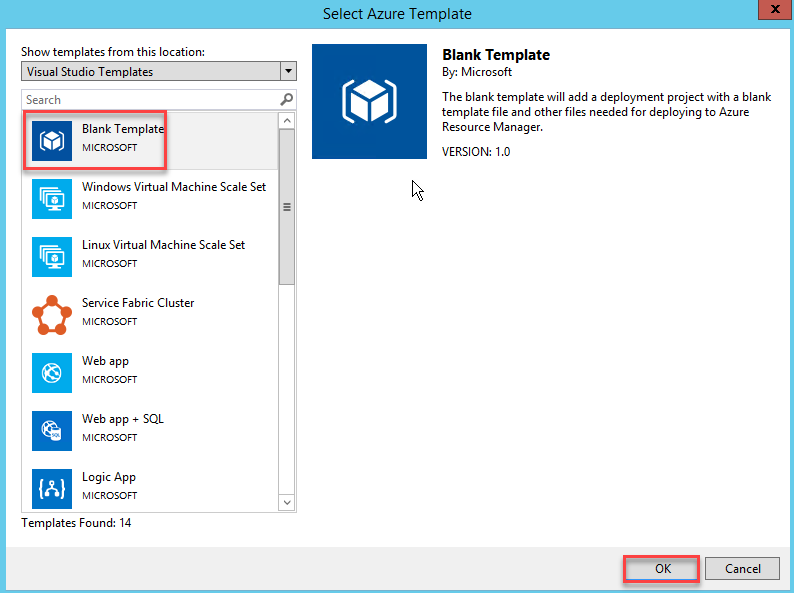 Select Azure Template
x
Show templates from this location:
Visual Studio Templates
Search
Blank Template
MICROSOFT
Windows Virtual Machine Scale Set
MICROSOFT
Linux Virtual Machine Scale Set
MICROSOFT
Service Fabric Cluster
MICROSOFT
Web app
MICROSOFT
Web app + SQL
MICROSOFT
Logic App
MICROSOFT
Templates Found: 14
Blank Template
By: Microsoft
The blank template will add a deployment project with a blank
template file and other files needed for deploying to Azure
Resource Manager.
VERSION: 1.0
OK
Cancel